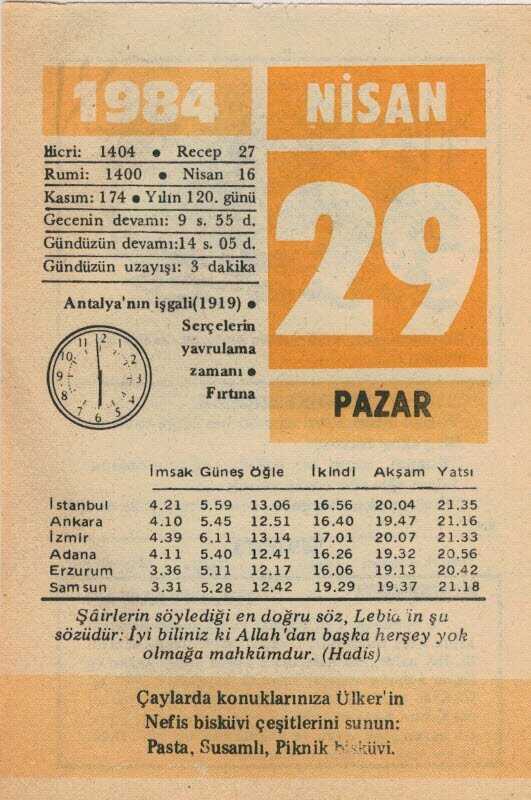 1984
NİSAN
Hicri: 1404 • Recep 27
Rumi: 1400 • Nisan 16
Kasım: 174 • Yılın 120. günü
Gecenin devamı: 9 s. 55 d.
Gündüzün devamı:14 s. 05 d.
Gündüzün uzayışı: 3 dakika
29
Antalya'nın işgali(1919) •
Serçelerin
yavrulama
zamanı •
Fırtına
PAZAR
İmsak Güneş öğle İkindi Akşam Yatsı
İstanbul 4.21 5.59 13.06 16.56 20.04 21.35
Ankara 4.10 5.45 12.51 16.40 19.47 21.16
İzmir 4.39 6.11 13.14 17.01 20.07 21.33
Adana 4.11 5.40 12.41 16.26 19.32 20.56
Erzurum 3.36 5.11 12.17 16.06 19.13 20.42
Samsun 3.31 5.28 12.42 19.29 19.37 21.18
Şâirlerin söylediği en doğru söz, Lebid'in şu
sözüdür: İyi biliniz ki Allah'dan başka herşey yok
olmağa mahkûmdur. (Hadis)
Çaylarda konuklarınıza Ülker'in
Nefis bisküvi çeşitlerini sunun:
Pasta, Susamlı, Piknik bisküvi.